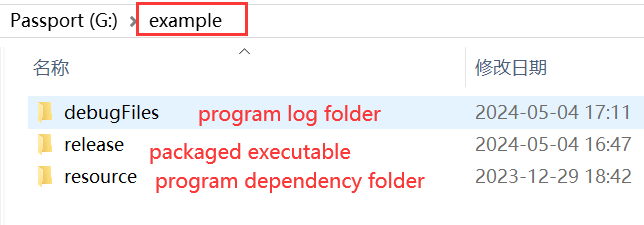 Passport (G:) > example
名称 修改日期
debugFiles program log folder 2024-05-04 17:11
release packaged executable 2024-05-04 16:47
resource program dependency folder 2023-12-29 18:42